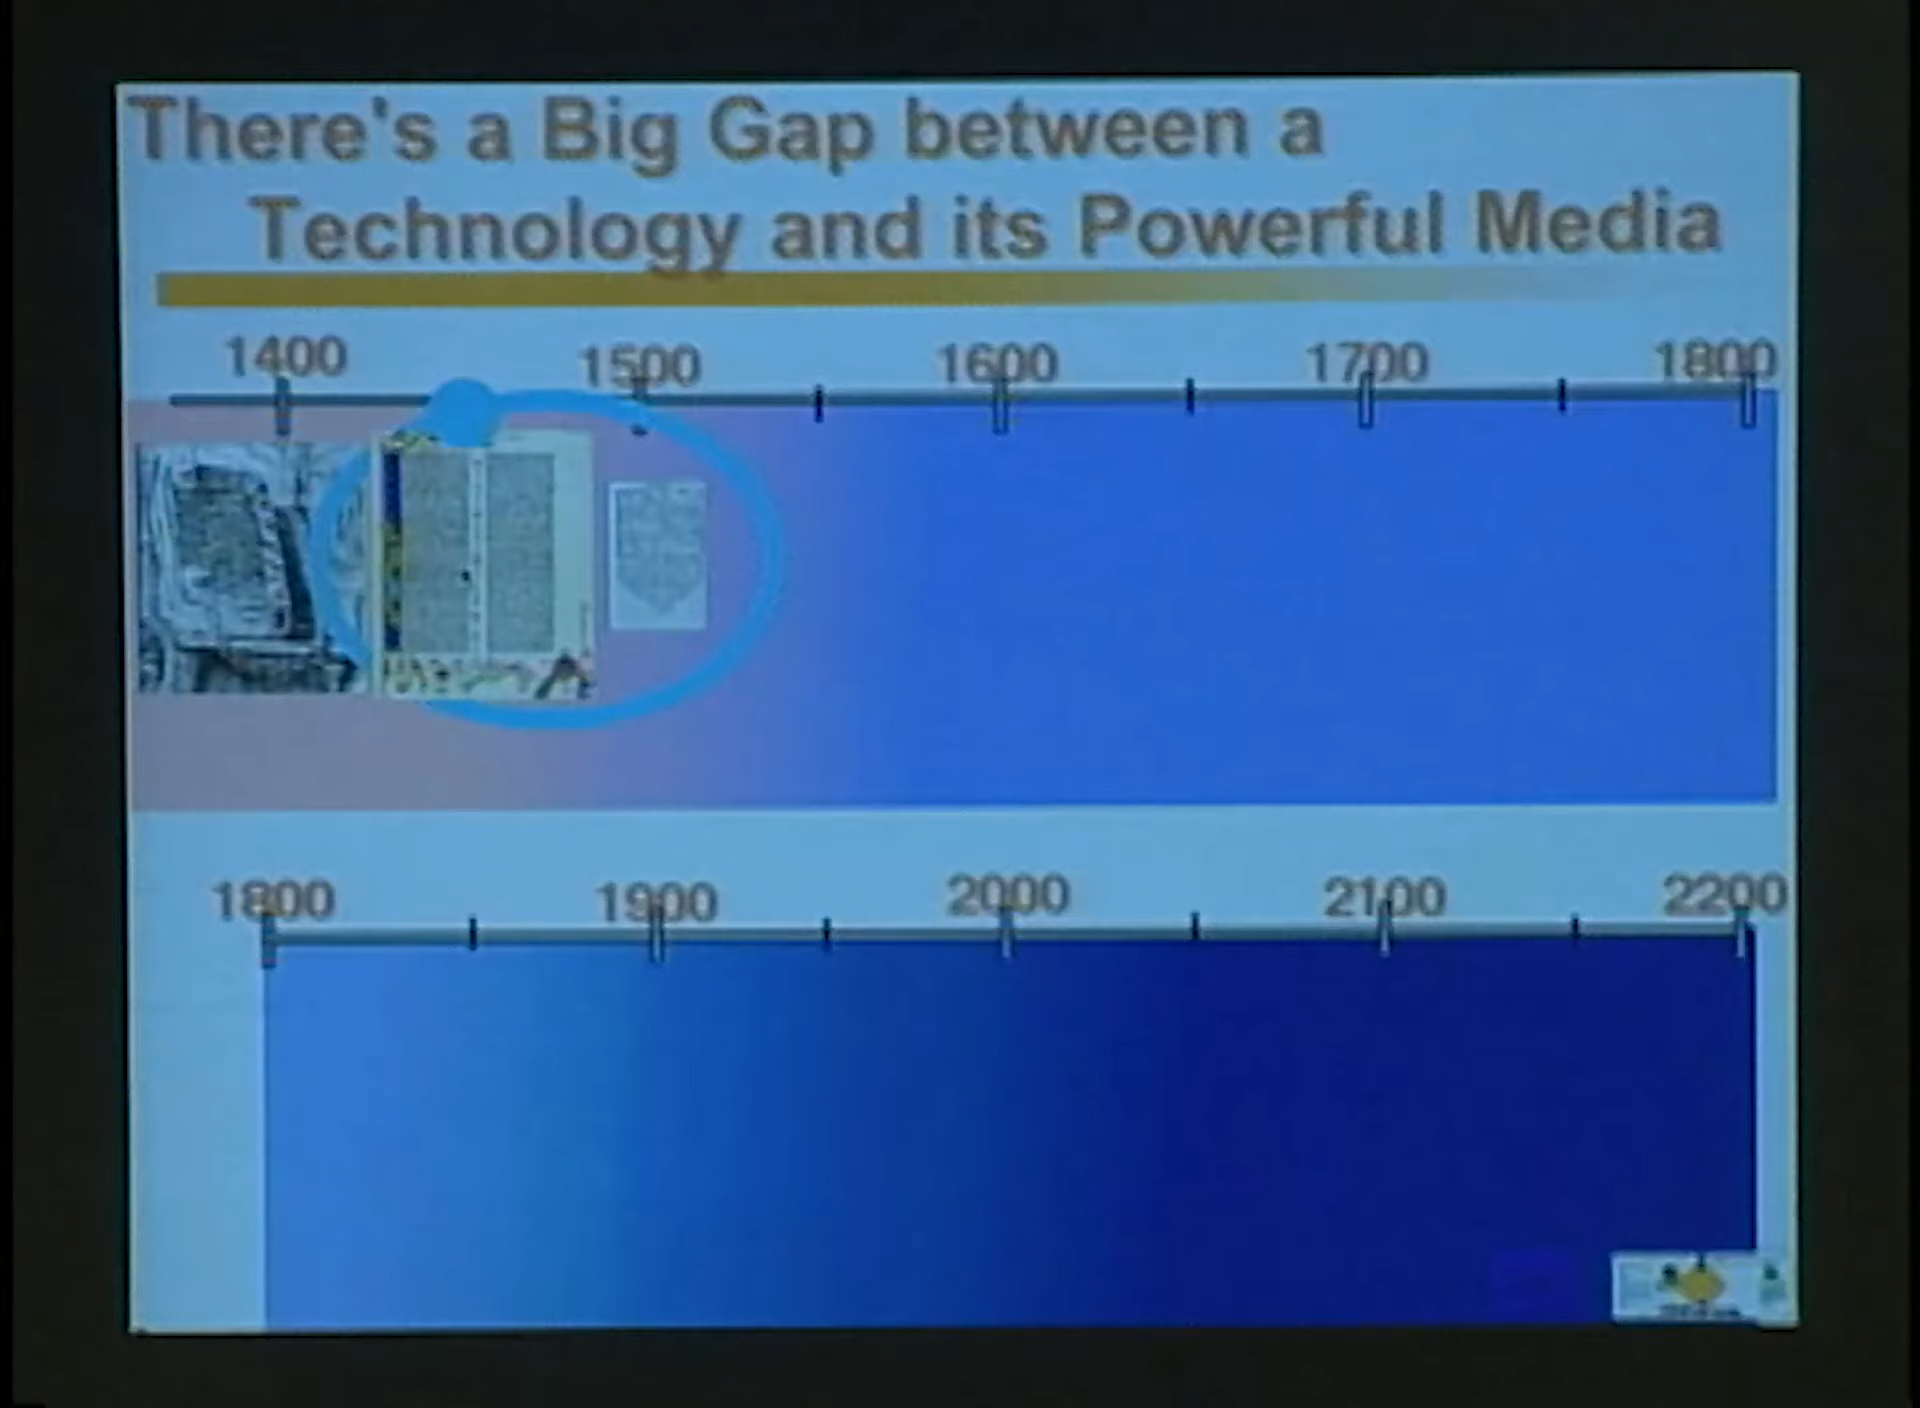 There's a Big Gap between a
Technology and its Powerful Media
1400 1500 1600 1700 1800
1800 1900 2000 2100 2200